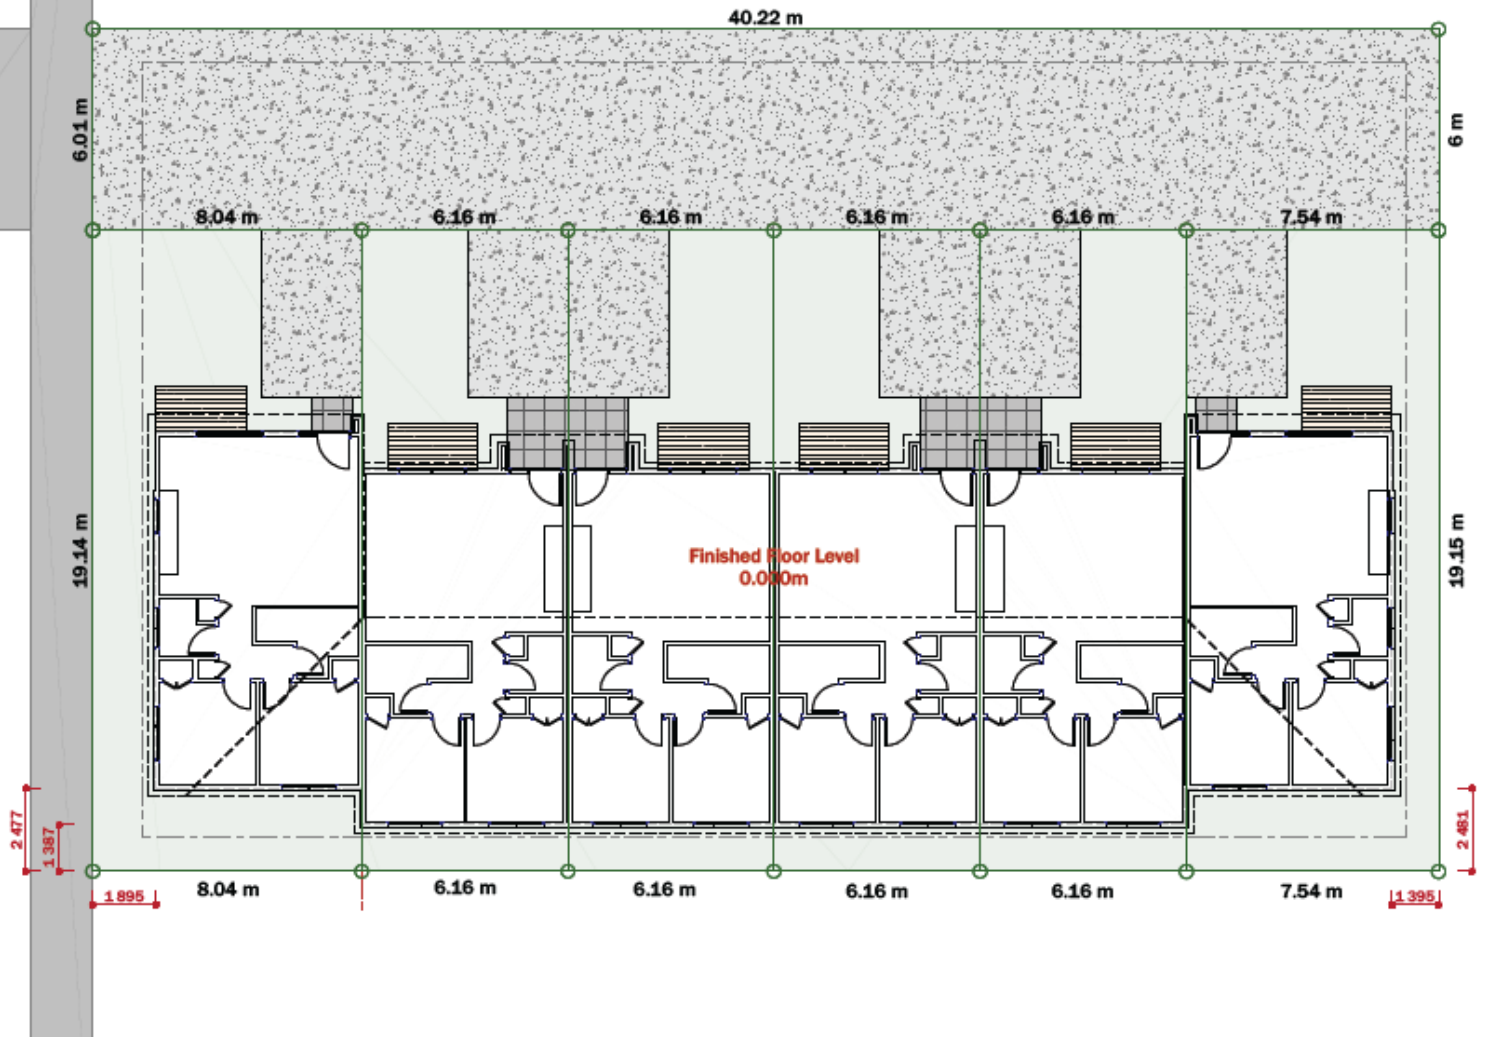 40.22 m
6.01 m
6 m
8.04 m
6.16 m
6.16 m
6.16 m
6.16 m
7.54 m
19.14 m
Finished Floor Level
0.000m
19.15 m
2 477
1 387
2 481
1 895
8.04 m
6.16 m
6.16 m
6.16 m
6.16 m
7.54 m
1 395